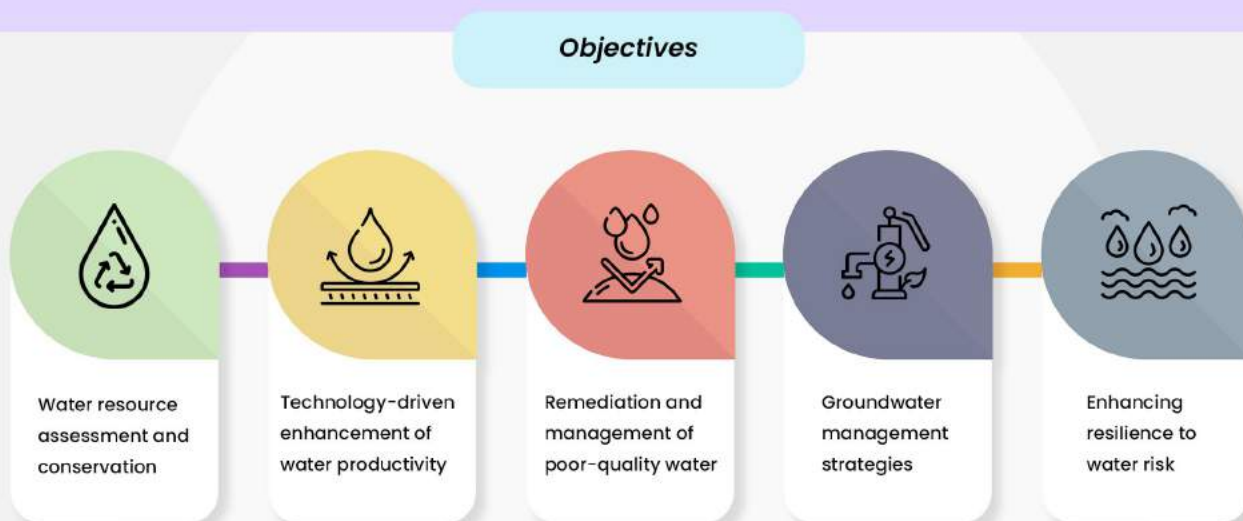 Objectives
Water resource
assessment and
conservation
Technology-driven
enhancement of
water productivity
Remediation and
management of
poor-quality water
Groundwater
management
strategies
Enhancing
resilience to
water risk